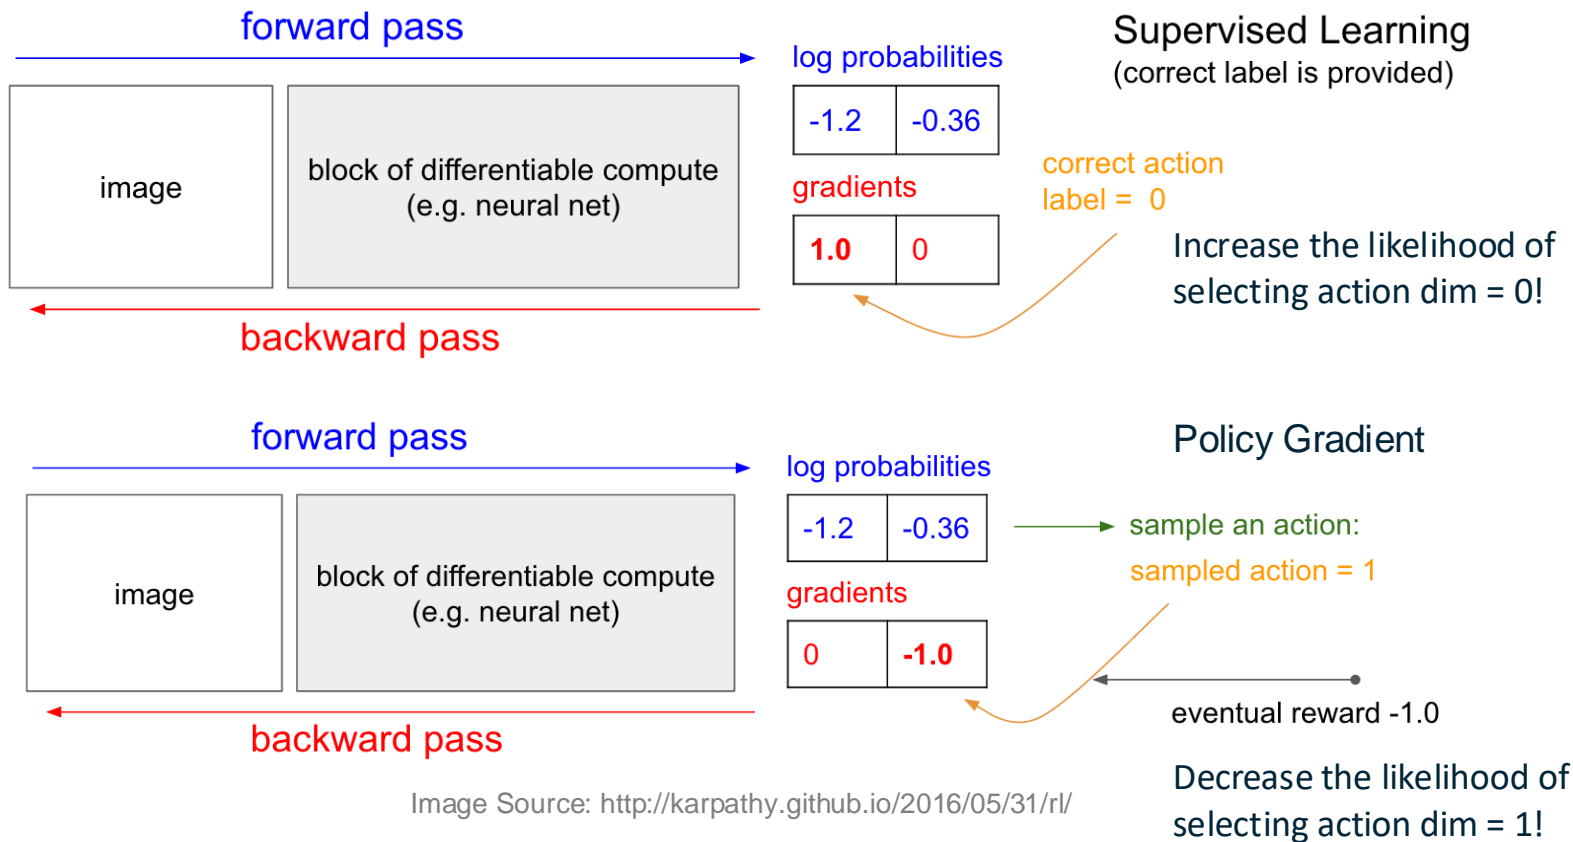 forward pass
Supervised Learning
(correct label is provided)
log probabilities
-1.2 -0.36
image
block of differentiable compute
(e.g. neural net)
gradients
1.0 0
correct action
label = 0
Increase the likelihood of
selecting action dim = 0!
backward pass
forward pass
Policy Gradient
log probabilities
-1.2 -0.36
sample an action:
sampled action = 1
image
block of differentiable compute
(e.g. neural net)
gradients
0 -1.0
eventual reward -1.0
backward pass
Decrease the likelihood of
selecting action dim = 1!
Image Source: http://karpathy.github.io/2016/05/31/rl/